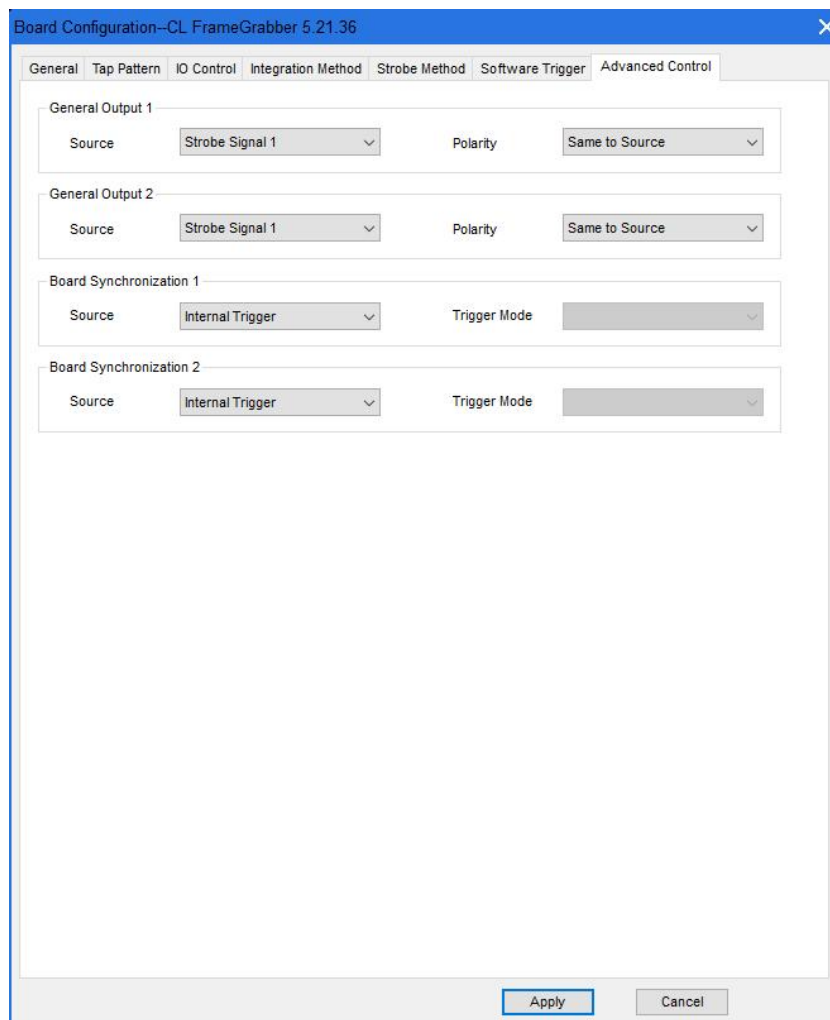 Board Configuration--CL FrameGrabber 5.21.36
General Tap Pattern IO Control Integration Method Strobe Method Software Trigger Advanced Control
General Output 1
Source Strobe Signal 1 Polarity Same to Source
General Output 2
Source Strobe Signal 1 Polarity Same to Source
Board Synchronization 1
Source Internal Trigger Trigger Mode
Board Synchronization 2
Source Internal Trigger Trigger Mode
Apply Cancel